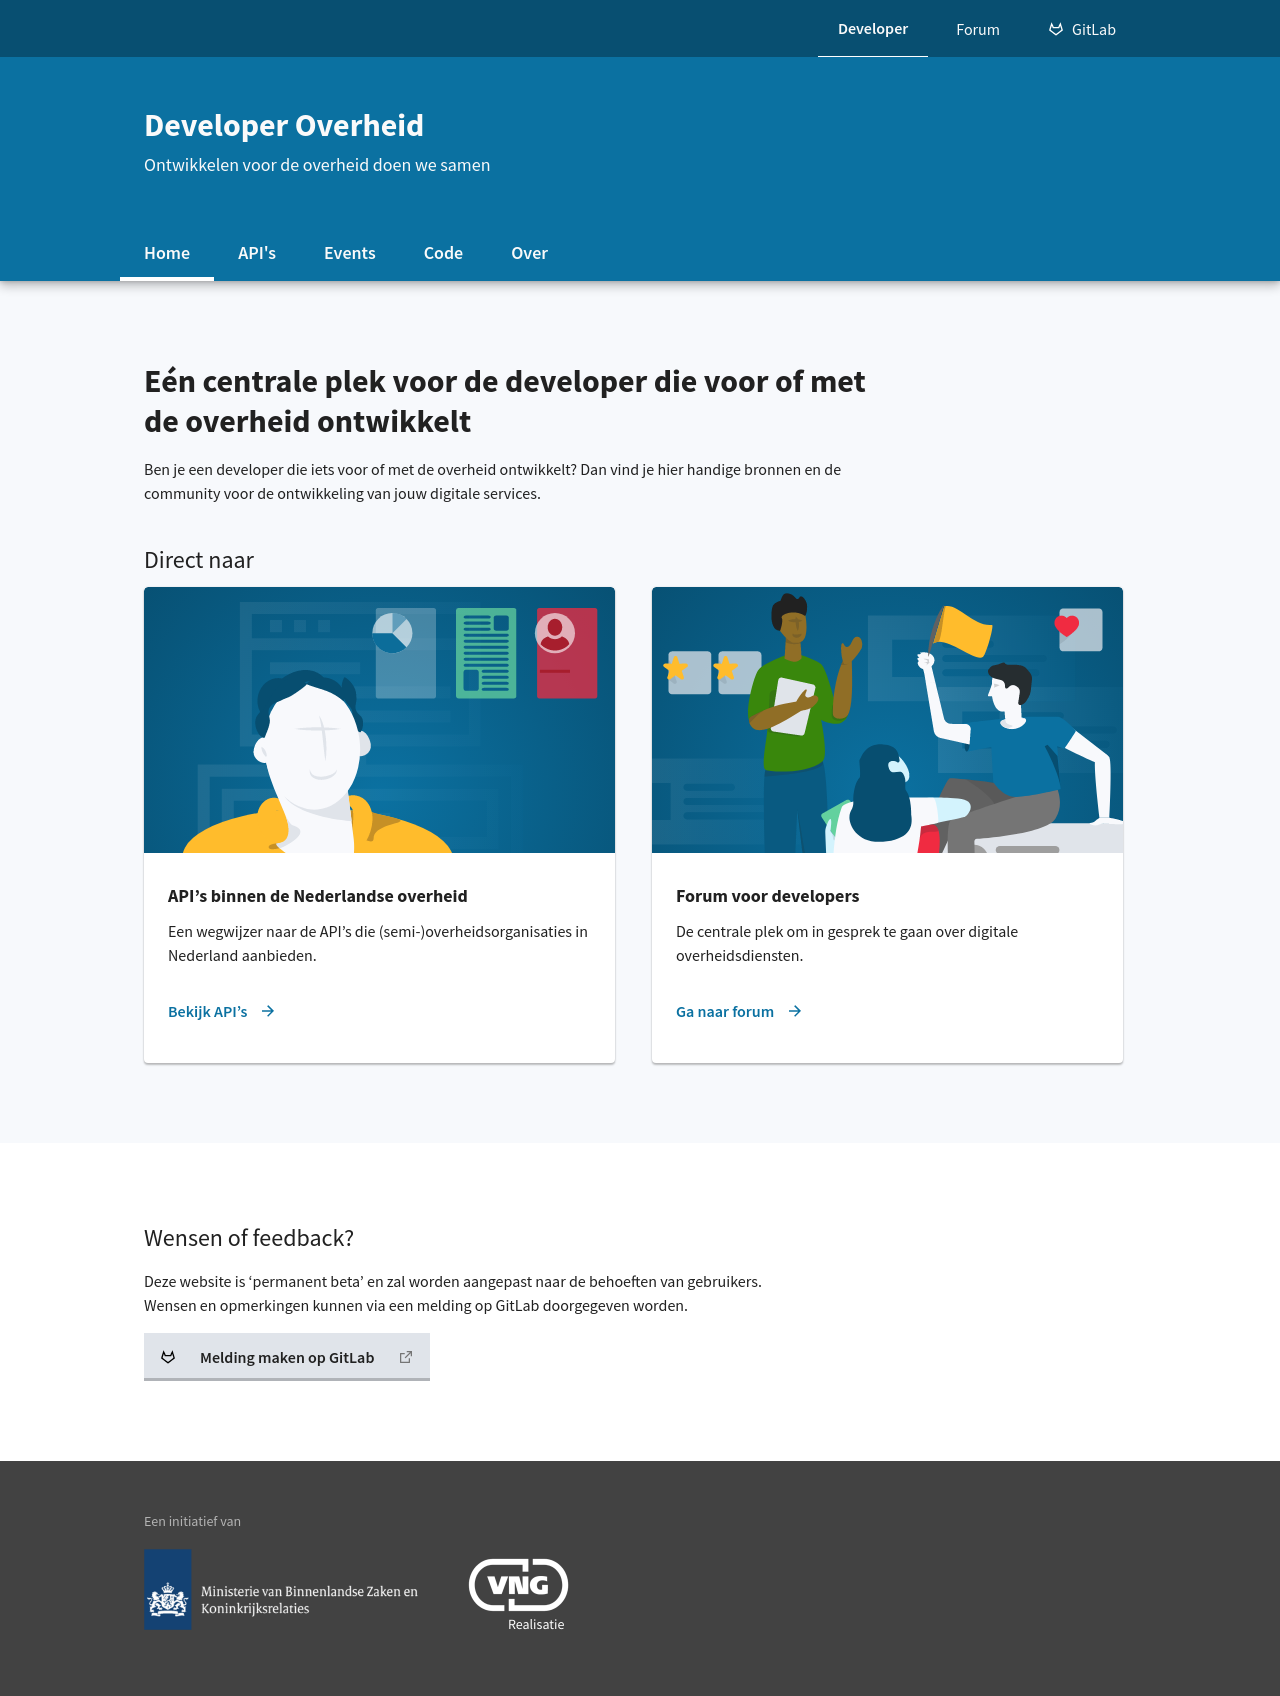 Developer
Forum
GitLab
Developer Overheid
Ontwikkelen voor de overheid doen we samen
Home
API's
Events
Code
Over
Eén centrale plek voor de developer die voor of met
de overheid ontwikkelt
Ben je een developer die iets voor of met de overheid ontwikkelt? Dan vind je hier handige bronnen en de
community voor de ontwikkeling van jouw digitale services.
Direct naar
API’s binnen de Nederlandse overheid
Een wegwijzer naar de API’s die (semi-)overheidsorganisaties in
Nederland aanbieden.
Bekijk API’s
Forum voor developers
De centrale plek om in gesprek te gaan over digitale
overheidsdiensten.
Ga naar forum
Wensen of feedback?
Deze website is ‘permanent beta’ en zal worden aangepast naar de behoeften van gebruikers.
Wensen en opmerkingen kunnen via een melding op GitLab doorgegeven worden.
Melding maken op GitLab
Een initiatief van
Ministerie van Binnenlandse Zaken en
Koninkrijksrelaties
VNG
Realisatie